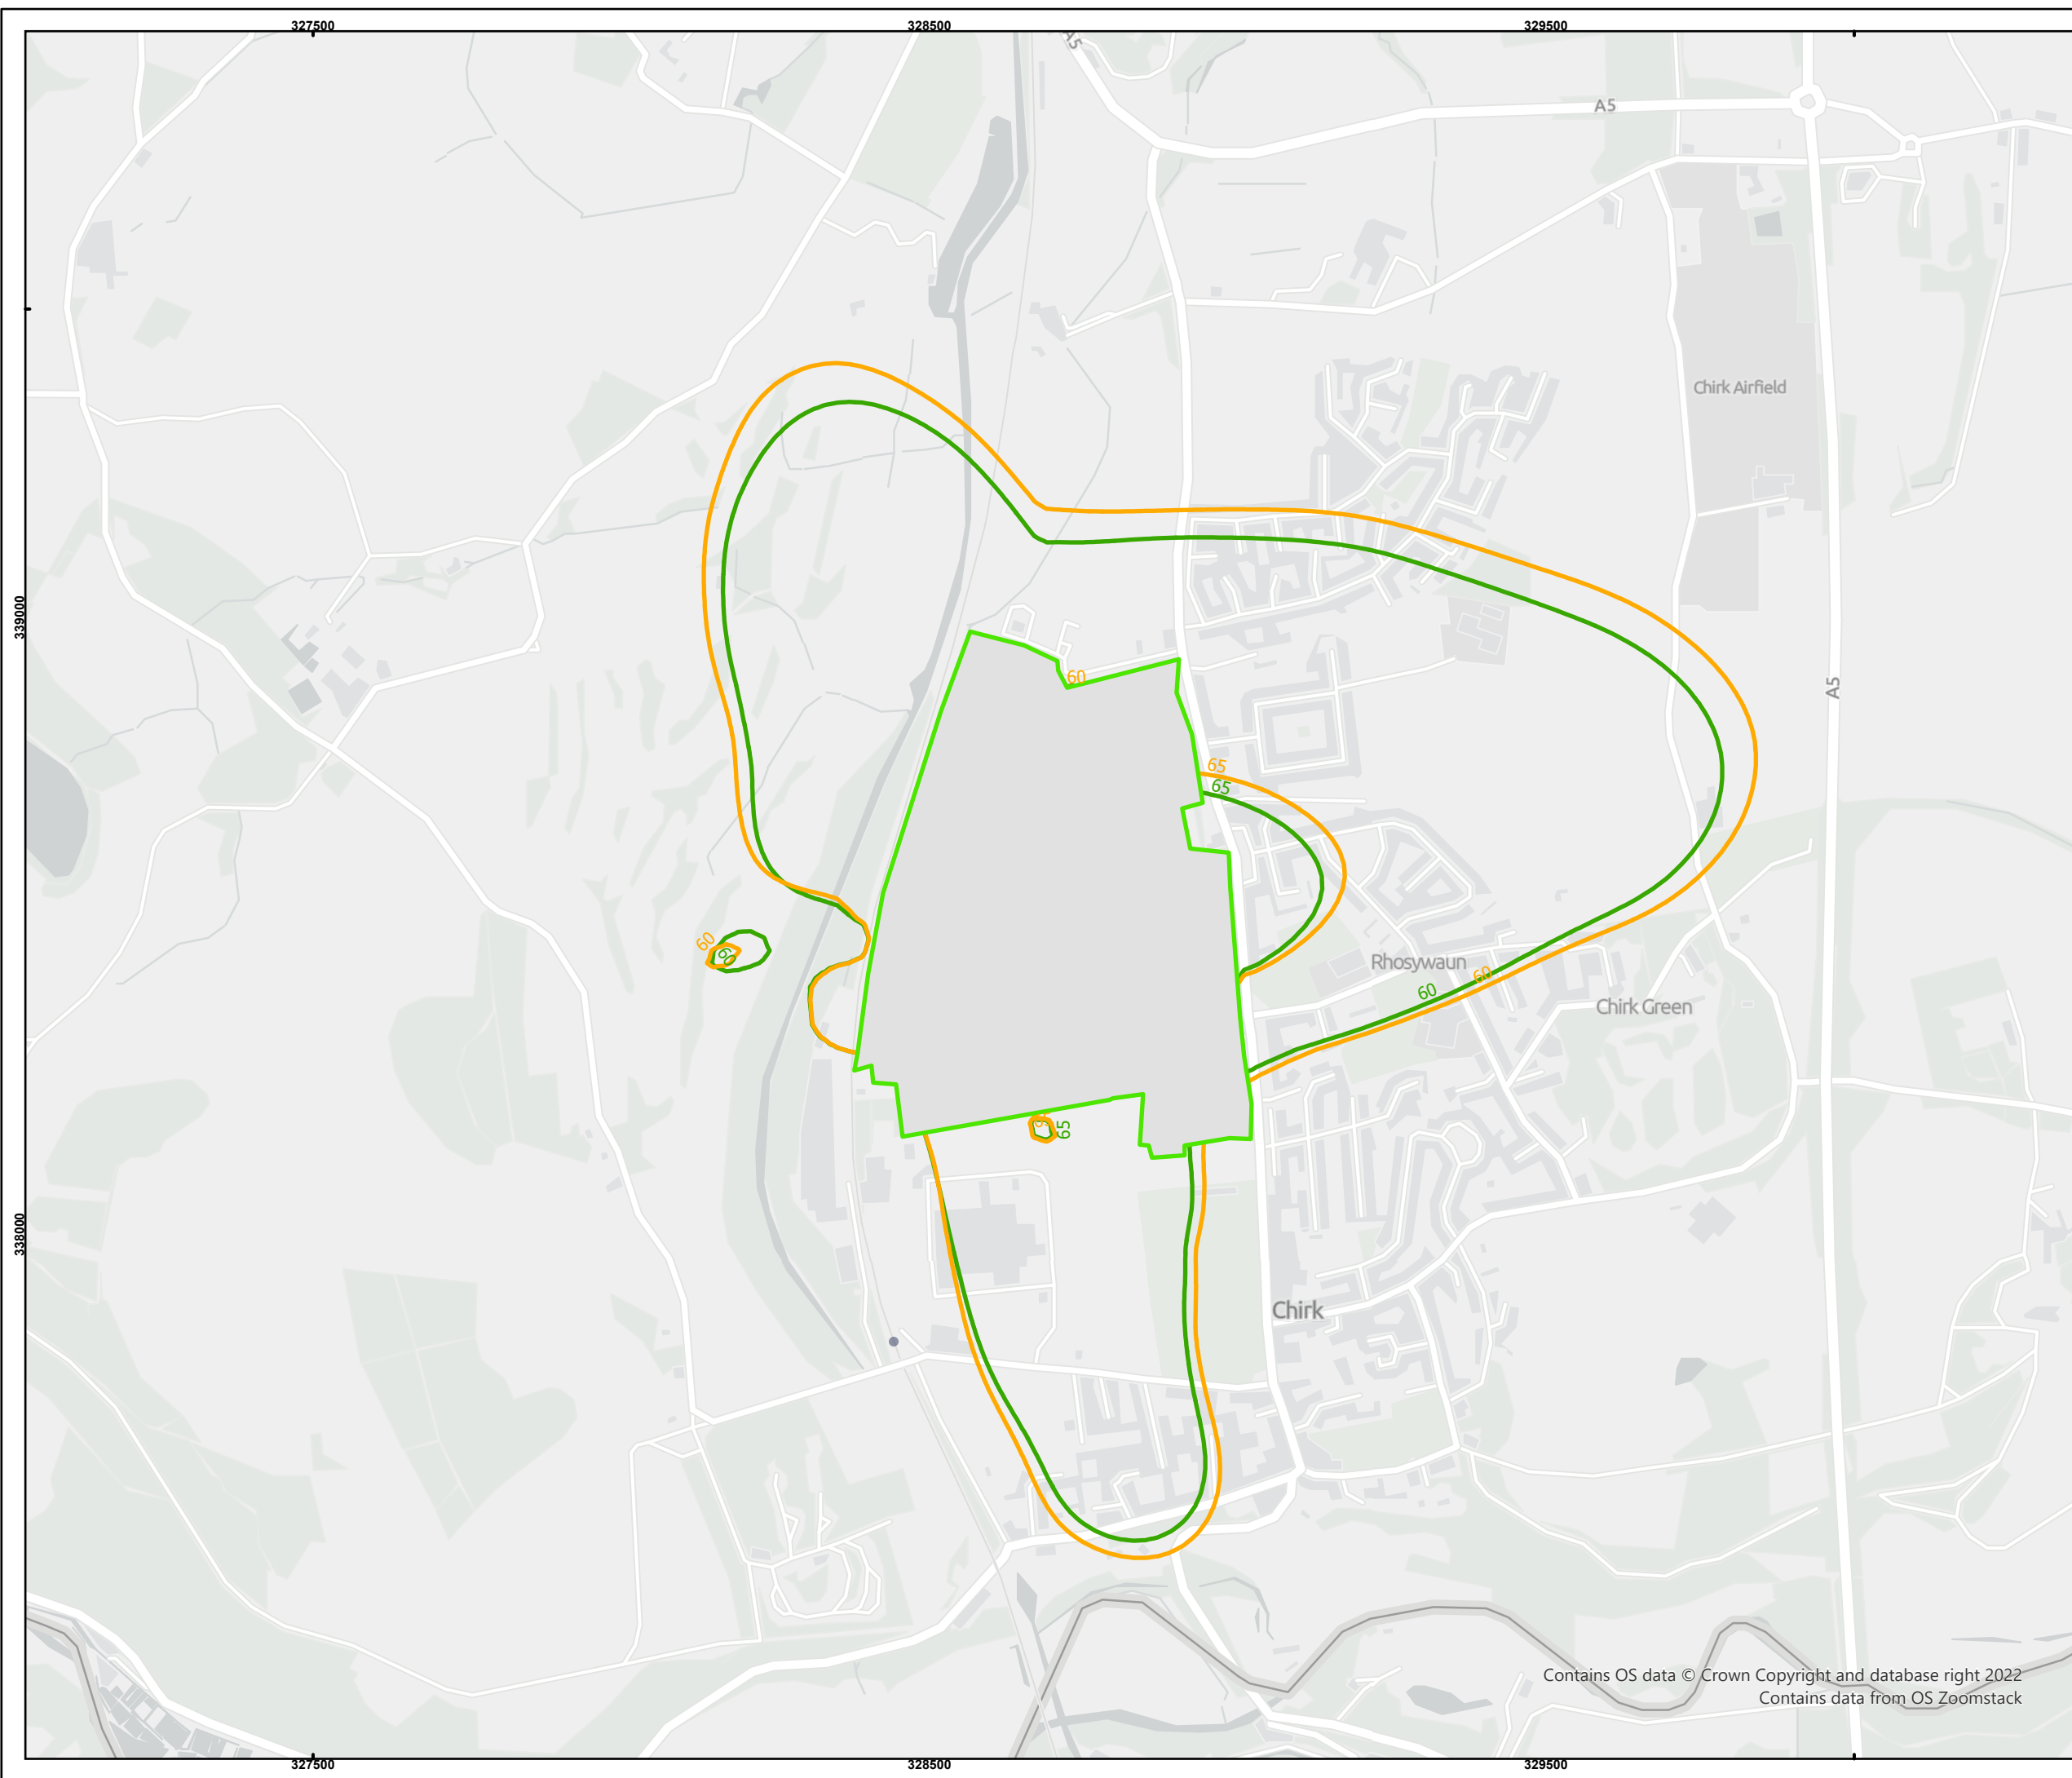 327500
328500
329500
A5
A5
Chirk Airfield
339000
60
A5
65
65
60
60
Rhosywaun
60
60
Chirk Green
65
338000
Chirk
Contains OS data © Crown Copyright and database right 2022
Contains data from OS Zoomstack
327500
328500
329500